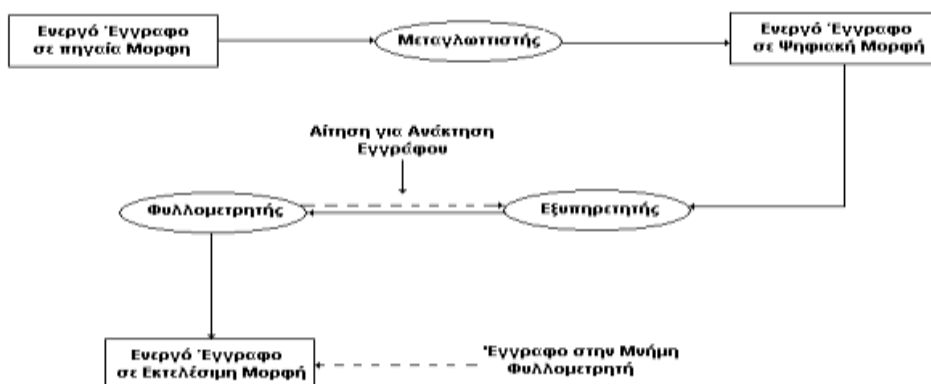 Ενεργό Έγγραφο
σε πηγαία Μορφη
Μεταγλωττιστής
Ενεργό Έγγραφο
σε Ψηφιακή Μορφή
Αίτηση για Ανάκτηση
Εγγράφου
Φυλλομετρητής
Εξυπηρετητής
Ενεργό Έγγραφο
σε Εκτελέσιμη Μορφή
Έγγραφο στην Μνήμη
Φυλλομετρητή